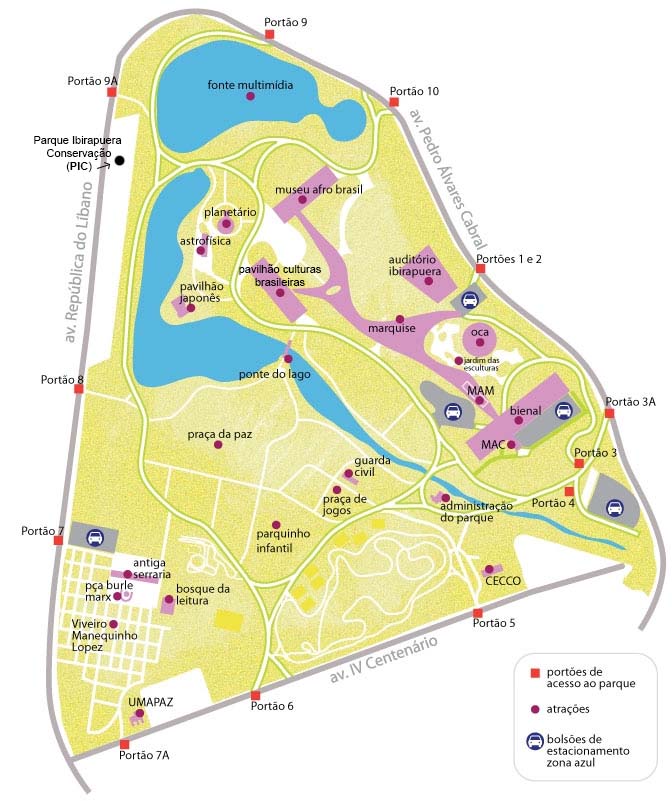 Portão 9
Portão 9A
fonte multimídia
Portão 10
av. Pedro Álvares Cabral
Parque Ibirapuera
Conservação
(PIC)
av. República do Líbano
museu afro brasil
planetário
astrofísica
pavilhão
japonês
pavilhão culturas
brasileiras
auditório
ibirapuera
Portões 1 e 2
marquise
oca
jardim das
esculturas
ponte do lago
Portão 8
MAM
bienal
Portão 3A
MAC
praça da paz
guarda
civil
Portão 3
praça de
jogos
Portão 4
administração
do parque
Portão 7
parquinho
infantil
antiga
serraria
pça burle
marx
bosque da
leitura
CECCO
Viveiro
Manequinho
Lopez
Portão 5
av. IV Centenário
UMAPAZ
Portão 6
Portão 7A
portões de
acesso ao parque
atrações
bolsões de
estacionamento
zona azul